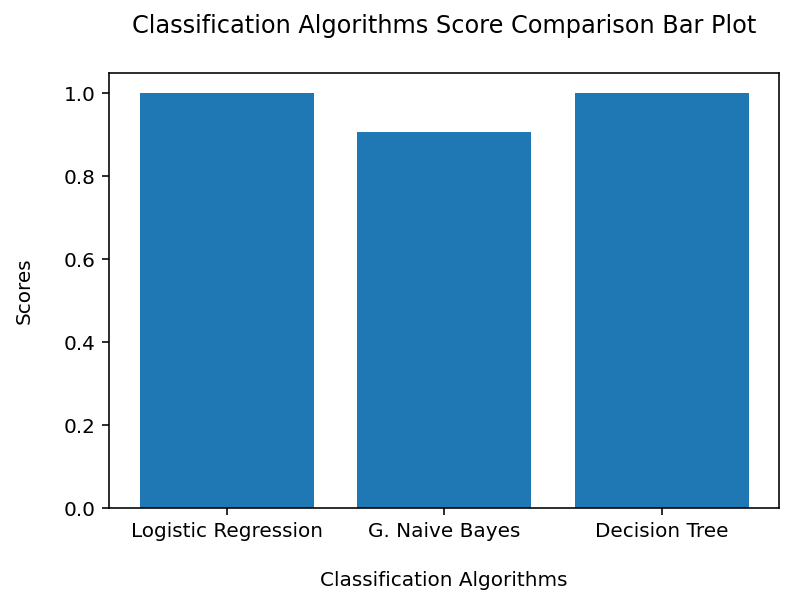 Classification Algorithms Score Comparison Bar Plot
1.0
0.8
0.6
0.4
0.2
0.0
Scores
Logistic Regression G. Naive Bayes Decision Tree
Classification Algorithms